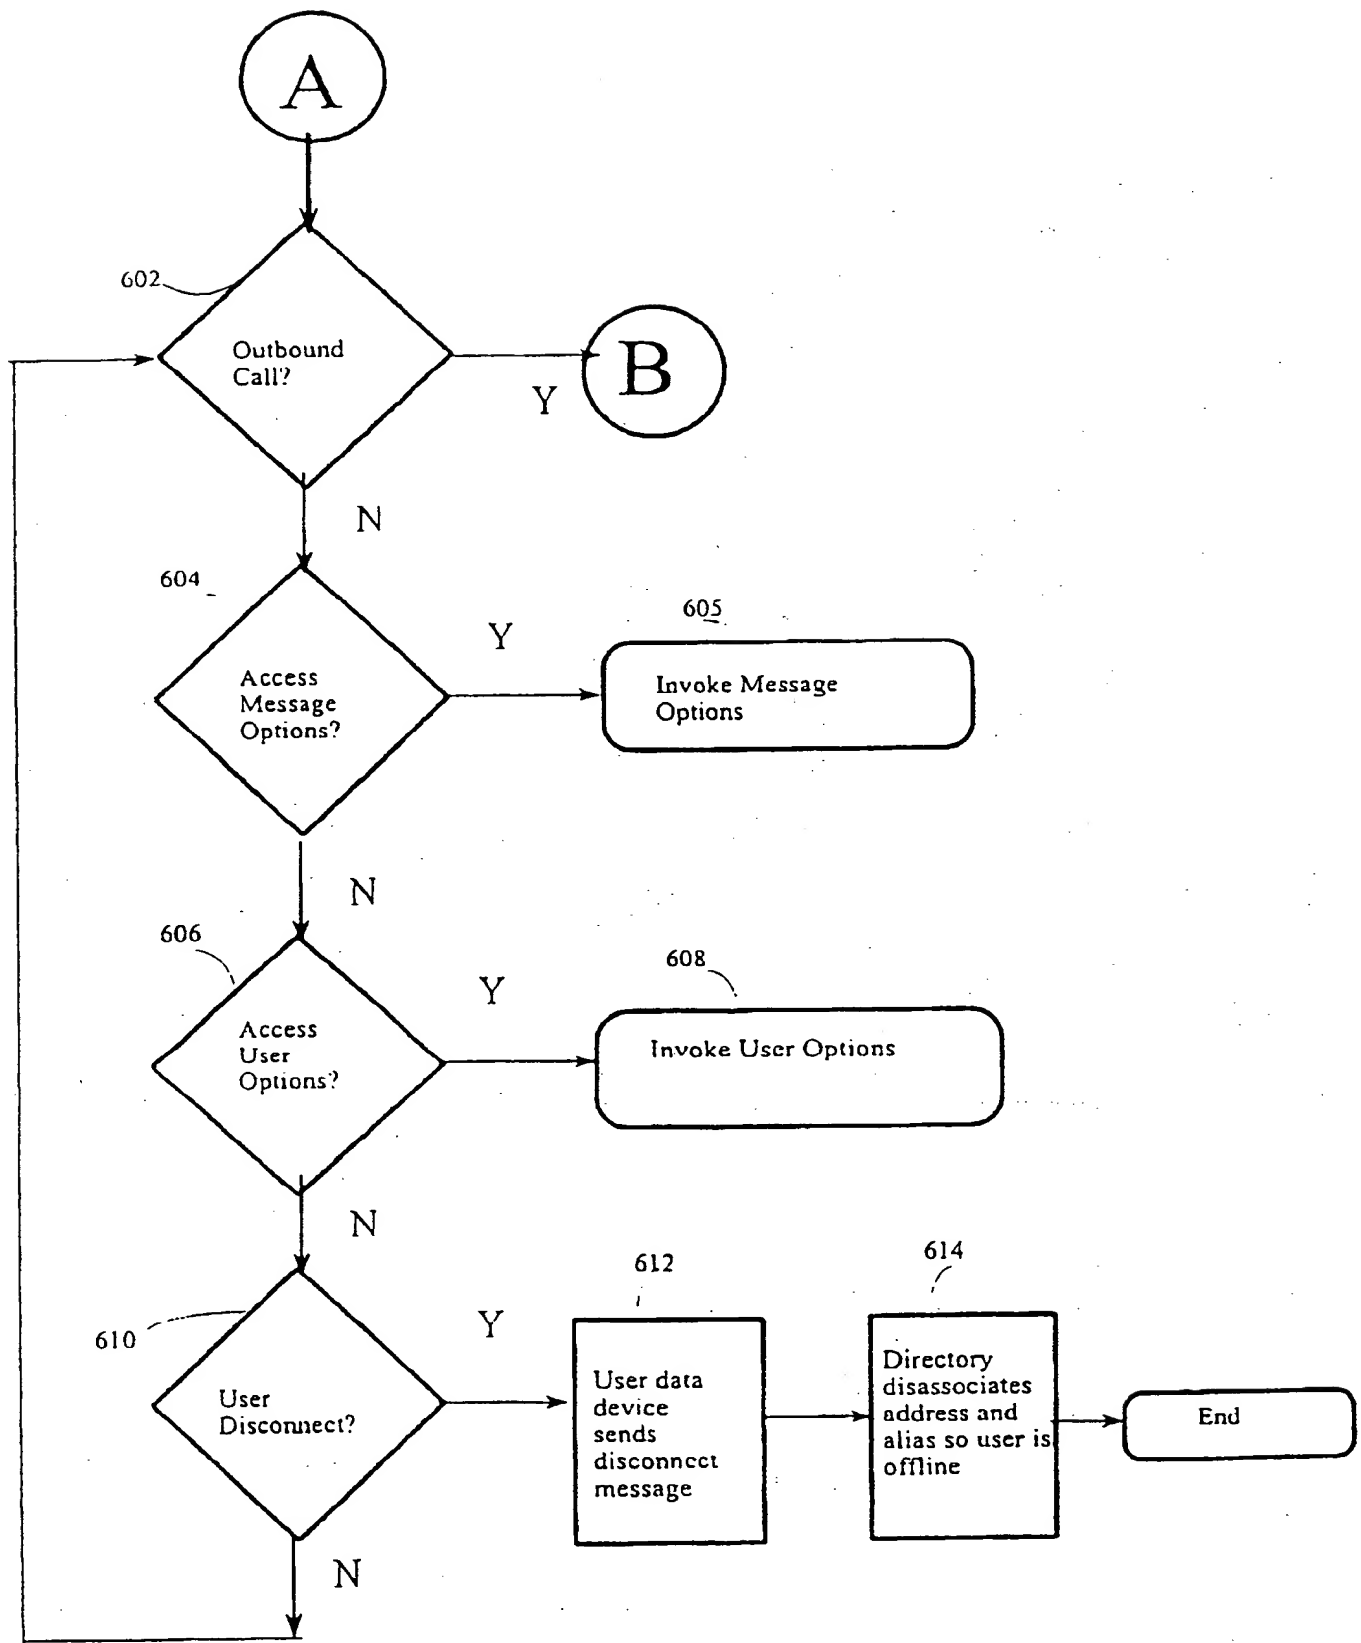 A
602
Outbound
Call?
Y
B
N
604
Access
Message
Options?
Y
605
Invoke Message
Options
N
606
Access
User
Options?
Y
608
Invoke User Options
N
610
User
Disconnect?
Y
612
User data
device
sends
disconnect
message
614
Directory
disassociates
address and
alias so user is
offline
End
N